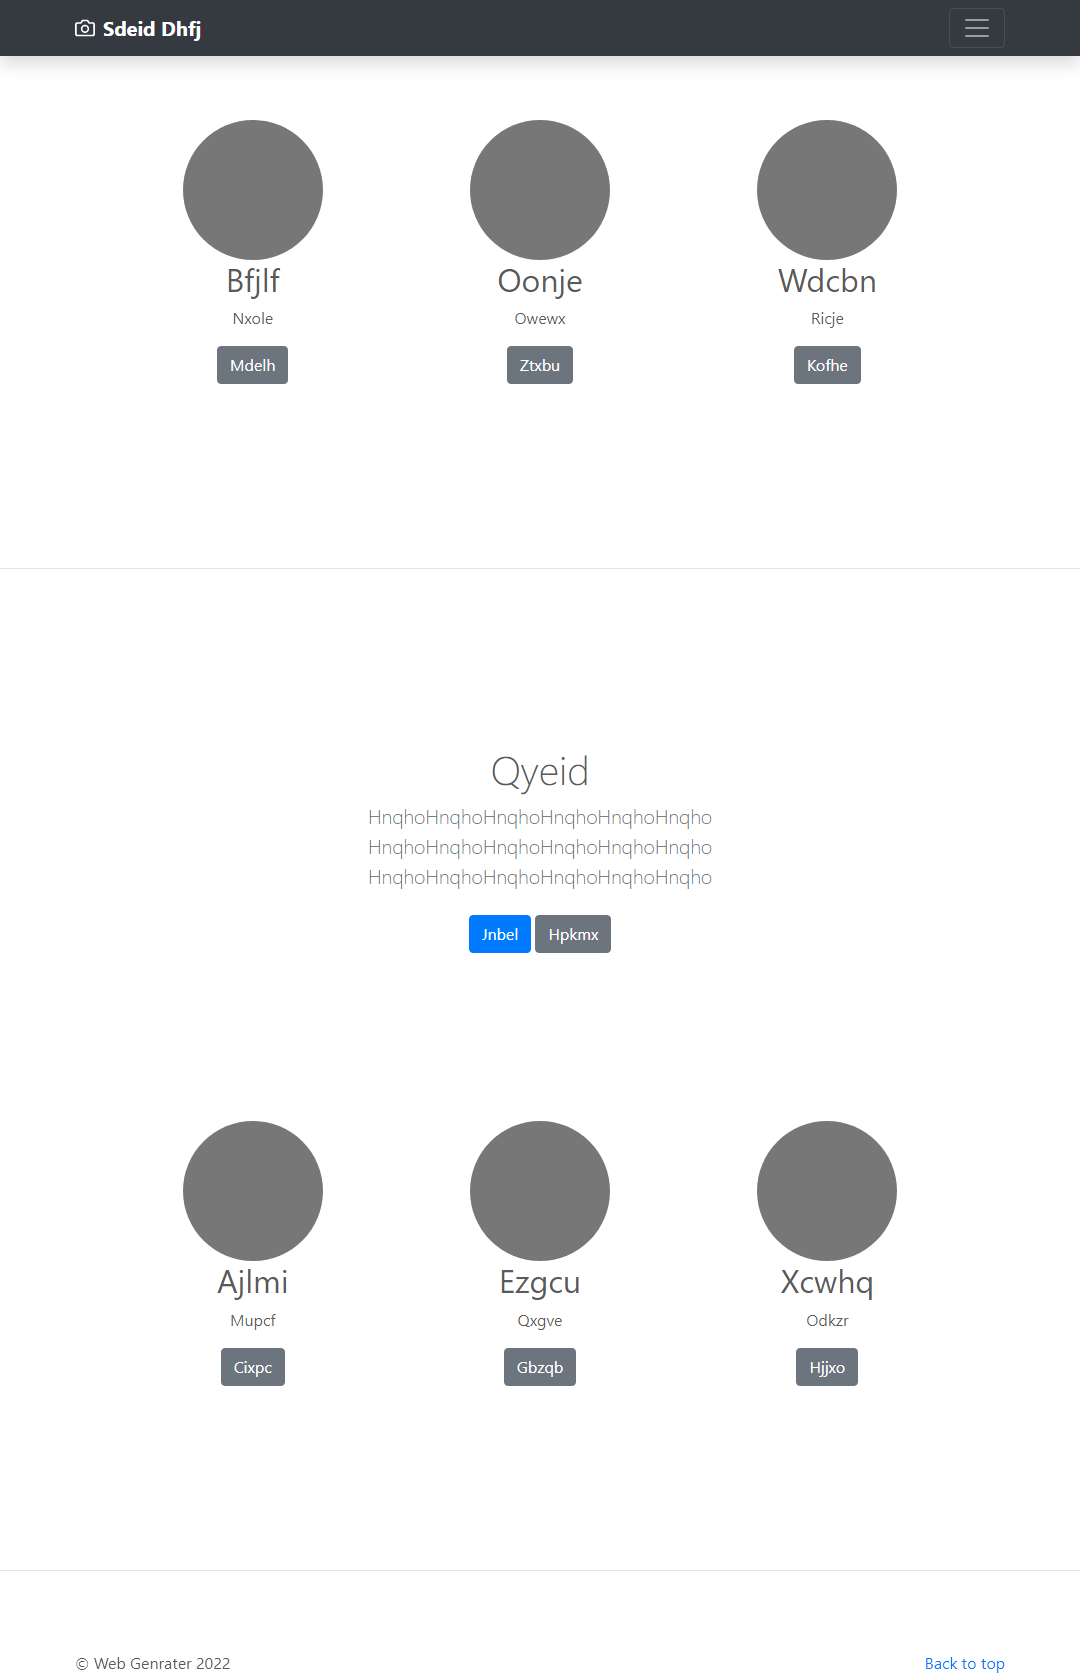 Sdeid Dhfj
Bfjlf
Oonje
Wdcbn
Nxole
Owewx
Ricje
Mdelh
Ztxbu
Kofhe
Qyeid
HnqhoHnqhoHnqhoHnqhoHnqhoHnqho
HnqhoHnqhoHnqhoHnqhoHnqhoHnqho
HnqhoHnqhoHnqhoHnqhoHnqhoHnqho
Jnbel Hpkmx
Ajlmi
Ezgcu
Xcwhq
Mupcf
Qxgve
Odkzr
Cixpc
Gbzqb
Hjjxo
© Web Genrater 2022
Back to top